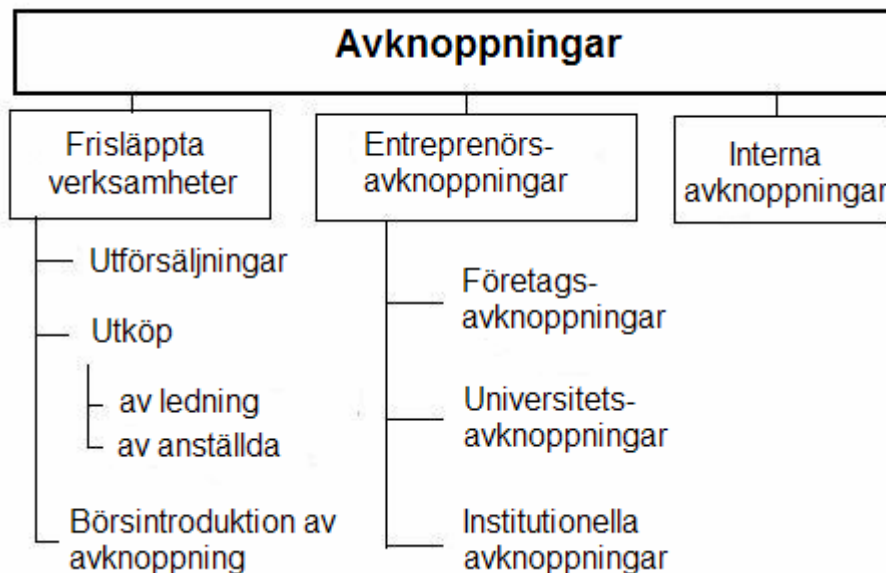 Avknoppningar
Frisläppta
verksamheter
Utförsäljningar
Utköp
av ledning
av anställda
Börsintroduktion av
avknoppning
Entreprenörs-
avknoppningar
Företags-
avknoppningar
Universitets-
avknoppningar
Institutionella
avknoppningar
Interna
avknoppningar